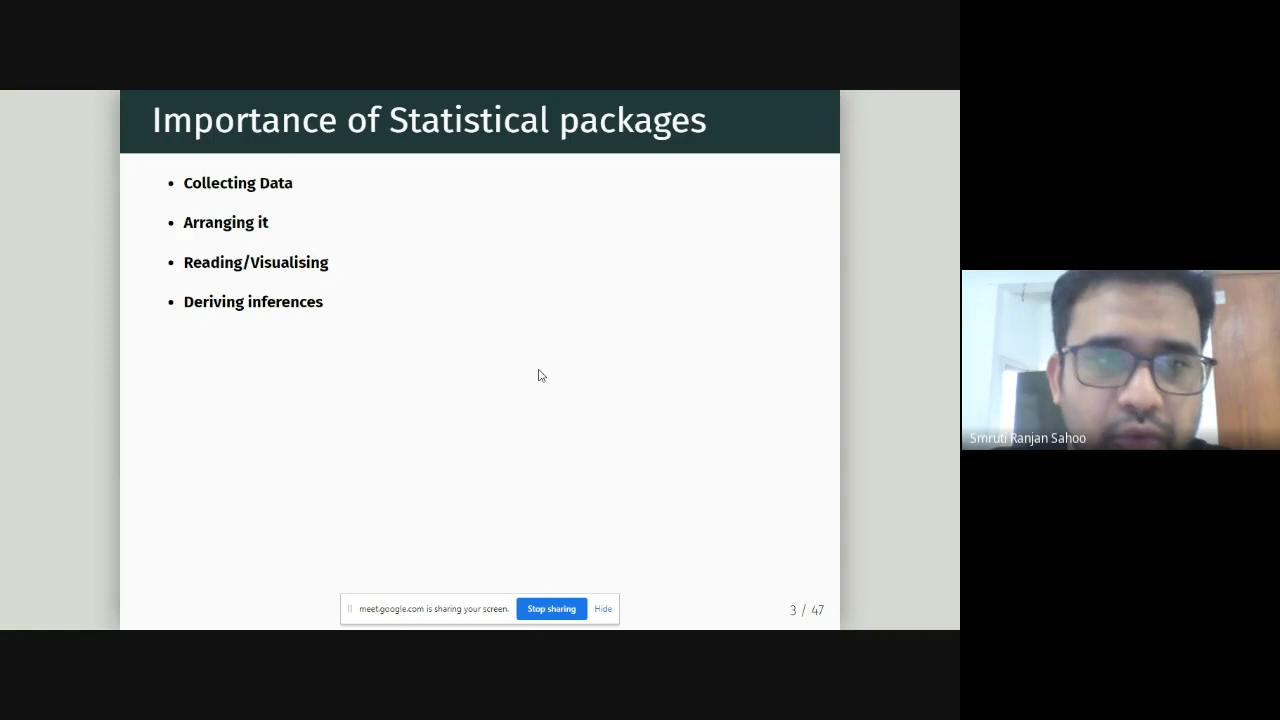 Importance of Statistical packages
• Collecting Data
• Arranging it
• Reading/Visualising
• Deriving inferences
meet.google.com is sharing your screen. Stop sharing Hide
3 / 47
Smruti Ranjan Sahoo